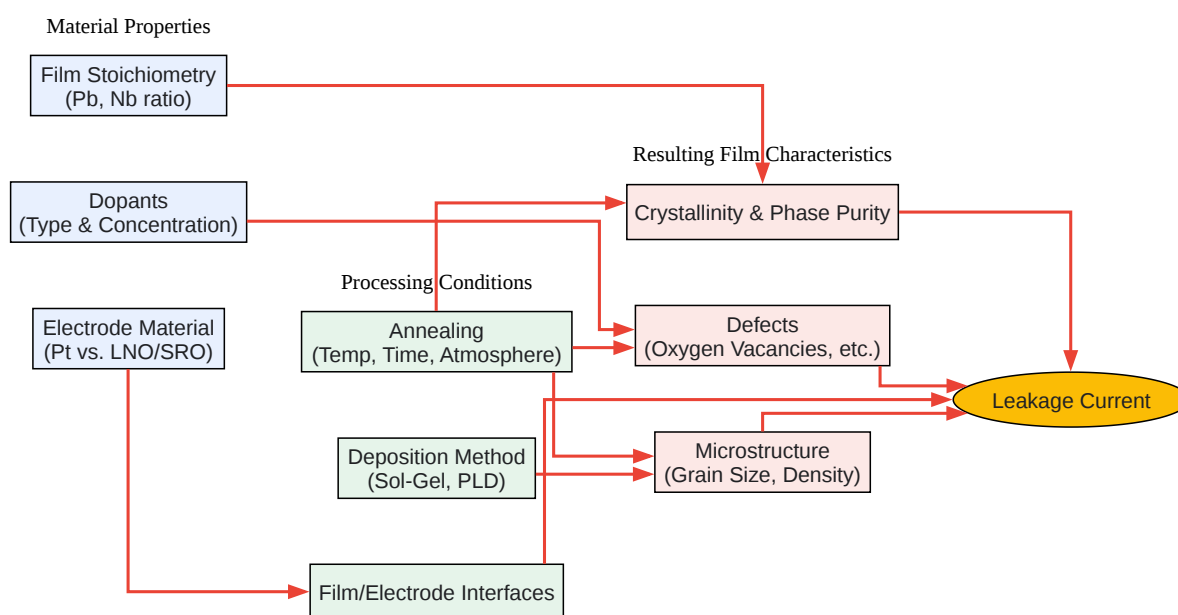 Material Properties
Film Stoichiometry
(Pb, Nb ratio)
Resulting Film Characteristics
Dopants
(Type & Concentration)
Crystallinity & Phase Purity
Processing Conditions
Electrode Material
(Pt vs. LNO/SRO)
Annealing
(Temp, Time, Atmosphere)
Defects
(Oxygen Vacancies, etc.)
Leakage Current
Deposition Method
(Sol-Gel, PLD)
Microstructure
(Grain Size, Density)
Film/Electrode Interfaces